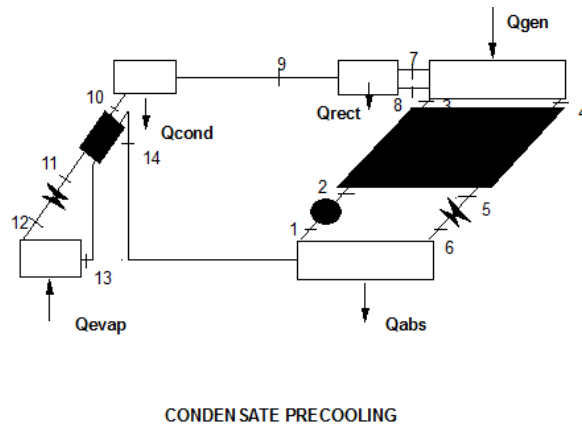 Qgen
9
7
10
Qcond
Qrect
8
3
4
14
11
2
5
12
1
6
13
Qevap
Qabs
CONDENSATE PRECOOLING